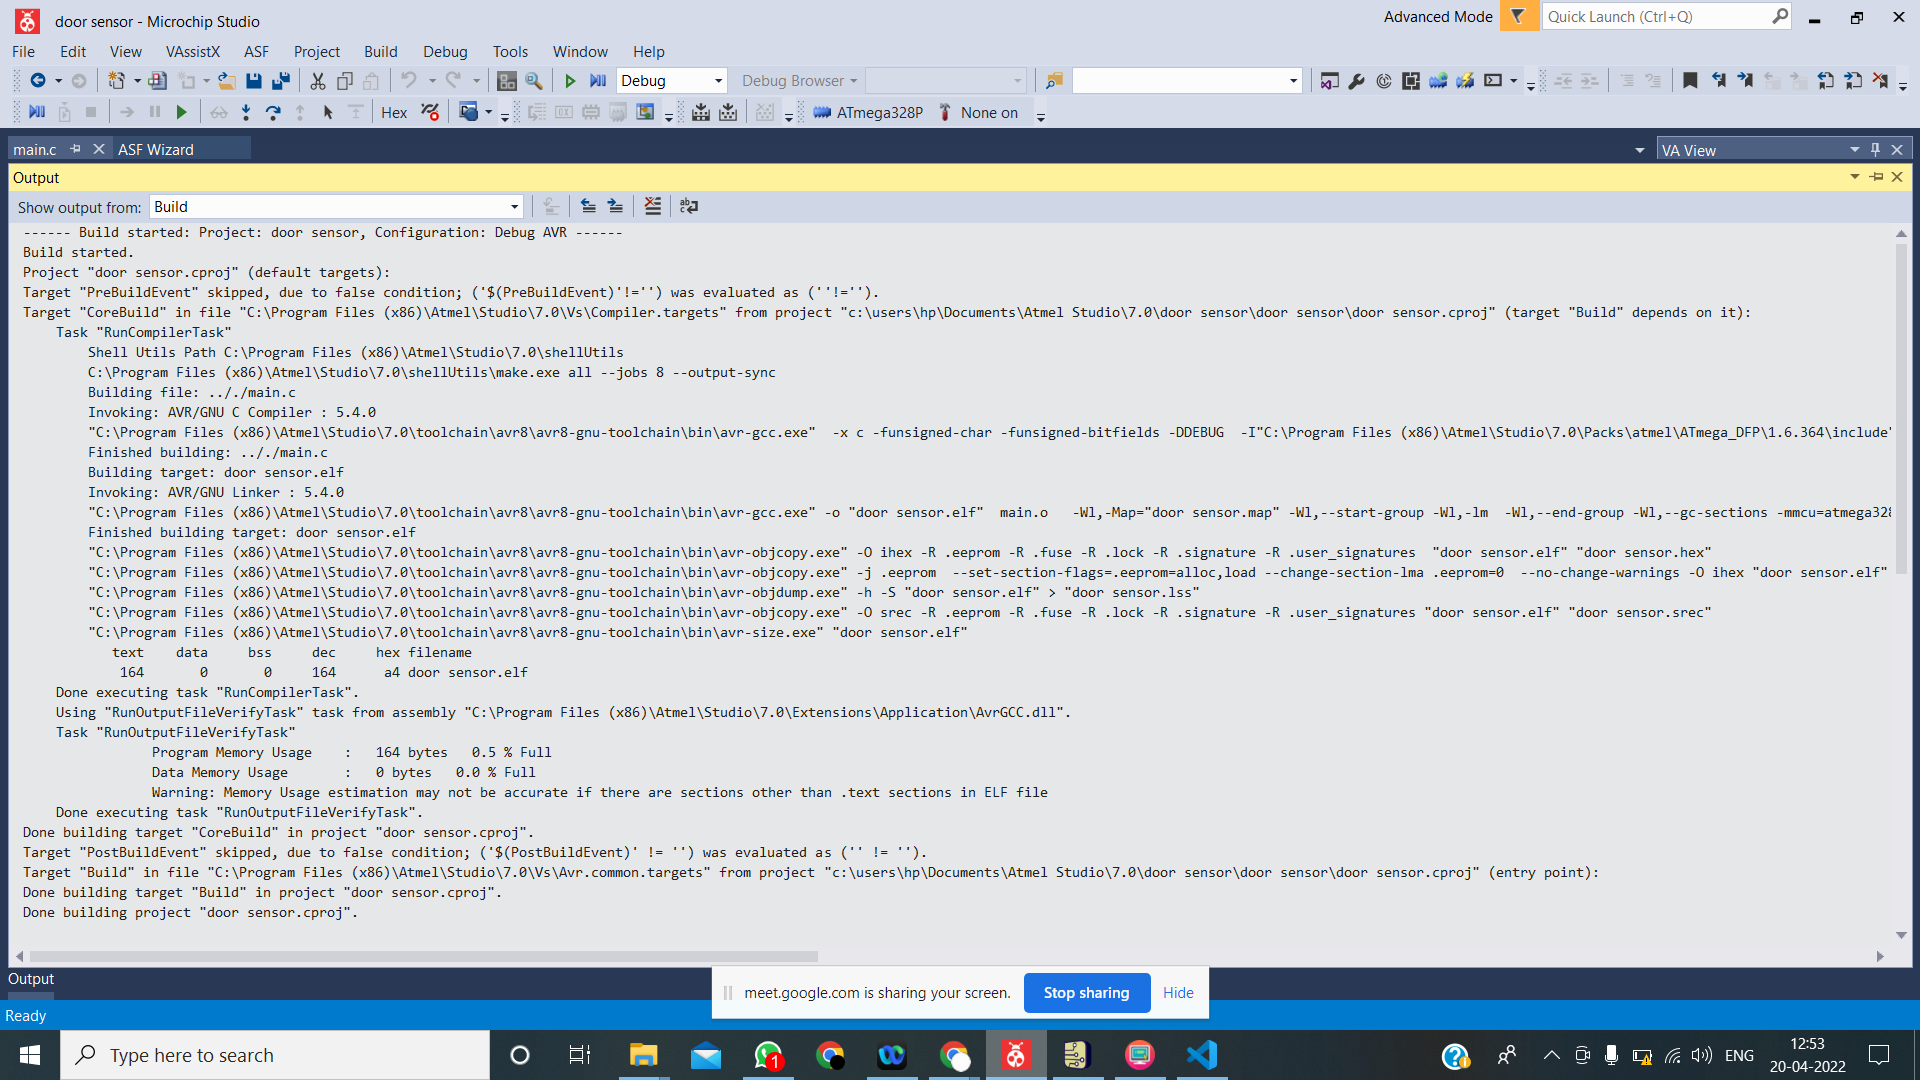 door sensor - Microchip Studio
Advanced Mode
Quick Launch (Ctrl+Q)
File Edit View VAssistX ASF Project Build Debug Tools Window Help
Debug Debug Browser
Hex ATmega328P None on
main.c ASF Wizard VA View
Output
Show output from: Build
------ Build started: Project: door sensor, Configuration: Debug AVR ------
Build started.
Project "door sensor.cproj" (default targets):
Target "PreBuildEvent" skipped, due to false condition; ('$(PreBuildEvent)'!='') was evaluated as (''!='').
Target "CoreBuild" in file "C:\Program Files (x86)\Atmel\Studio\7.0\Vs\Compiler.targets" from project "c:\users\hp\Documents\Atmel Studio\7.0\door sensor\door sensor\door sensor.cproj" (target "Build" depends on it):
Task "RunCompilerTask"
Shell Utils Path C:\Program Files (x86)\Atmel\Studio\7.0\shellUtils
C:\Program Files (x86)\Atmel\Studio\7.0\shellUtils\make.exe all --jobs 8 --output-sync
Building file: .././main.c
Invoking: AVR/GNU C Compiler : 5.4.0
"C:\Program Files (x86)\Atmel\Studio\7.0\toolchain\avr8\avr8-gnu-toolchain\bin\avr-gcc.exe"  -x c -funsigned-char -funsigned-bitfields -DDEBUG  -I"C:\Program Files (x86)\Atmel\Studio\7.0\Packs\atmel\ATmega_DFP\1.6.364\include"
Finished building: .././main.c
Building target: door sensor.elf
Invoking: AVR/GNU Linker : 5.4.0
"C:\Program Files (x86)\Atmel\Studio\7.0\toolchain\avr8\avr8-gnu-toolchain\bin\avr-gcc.exe" -o "door sensor.elf"  main.o   -Wl,-Map="door sensor.map" -Wl,--start-group -Wl,-lm  -Wl,--end-group -Wl,--gc-sections -mmcu=atmega328
Finished building target: door sensor.elf
"C:\Program Files (x86)\Atmel\Studio\7.0\toolchain\avr8\avr8-gnu-toolchain\bin\avr-objcopy.exe" -O ihex -R .eeprom -R .fuse -R .lock -R .signature -R .user_signatures  "door sensor.elf" "door sensor.hex"
"C:\Program Files (x86)\Atmel\Studio\7.0\toolchain\avr8\avr8-gnu-toolchain\bin\avr-objcopy.exe" -j .eeprom  --set-section-flags=.eeprom=alloc,load --change-section-lma .eeprom=0  --no-change-warnings -O ihex "door sensor.elf"
"C:\Program Files (x86)\Atmel\Studio\7.0\toolchain\avr8\avr8-gnu-toolchain\bin\avr-objdump.exe" -h -S "door sensor.elf" > "door sensor.lss"
"C:\Program Files (x86)\Atmel\Studio\7.0\toolchain\avr8\avr8-gnu-toolchain\bin\avr-objcopy.exe" -O srec -R .eeprom -R .fuse -R .lock -R .signature -R .user_signatures "door sensor.elf" "door sensor.srec"
"C:\Program Files (x86)\Atmel\Studio\7.0\toolchain\avr8\avr8-gnu-toolchain\bin\avr-size.exe" "door sensor.elf"
text data bss dec hex filename
164 0 0 164 a4 door sensor.elf
Done executing task "RunCompilerTask".
Using "RunOutputFileVerifyTask" task from assembly "C:\Program Files (x86)\Atmel\Studio\7.0\Extensions\Application\AvrGCC.dll".
Task "RunOutputFileVerifyTask"
Program Memory Usage : 164 bytes 0.5 % Full
Data Memory Usage : 0 bytes 0.0 % Full
Warning: Memory Usage estimation may not be accurate if there are sections other than .text sections in ELF file
Done executing task "RunOutputFileVerifyTask".
Done building target "CoreBuild" in project "door sensor.cproj".
Target "PostBuildEvent" skipped, due to false condition; ('$(PostBuildEvent)' != '') was evaluated as ('' != '').
Target "Build" in file "C:\Program Files (x86)\Atmel\Studio\7.0\Vs\Avr.common.targets" from project "c:\users\hp\Documents\Atmel Studio\7.0\door sensor\door sensor\door sensor.cproj" (entry point):
Done building target "Build" in project "door sensor.cproj".
Done building project "door sensor.cproj".
Output
meet.google.com is sharing your screen. Stop sharing Hide
Ready
Type here to search
1
ENG
12:53
20-04-2022